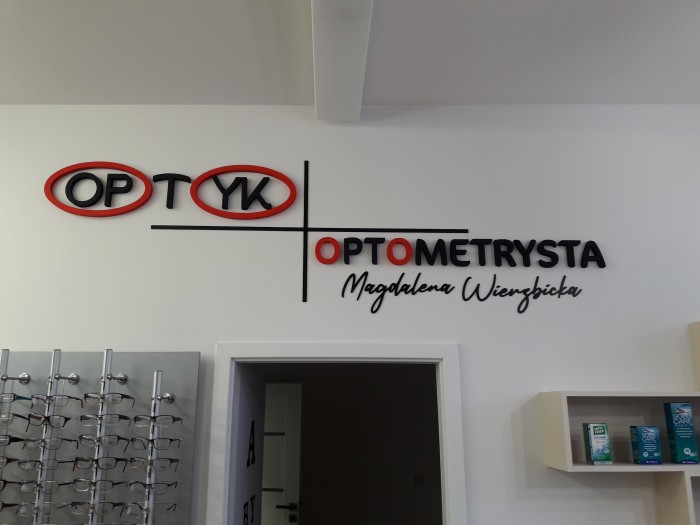 OPTYK
OPTOMETRYSTA
Magdalena Wierzbicka
A